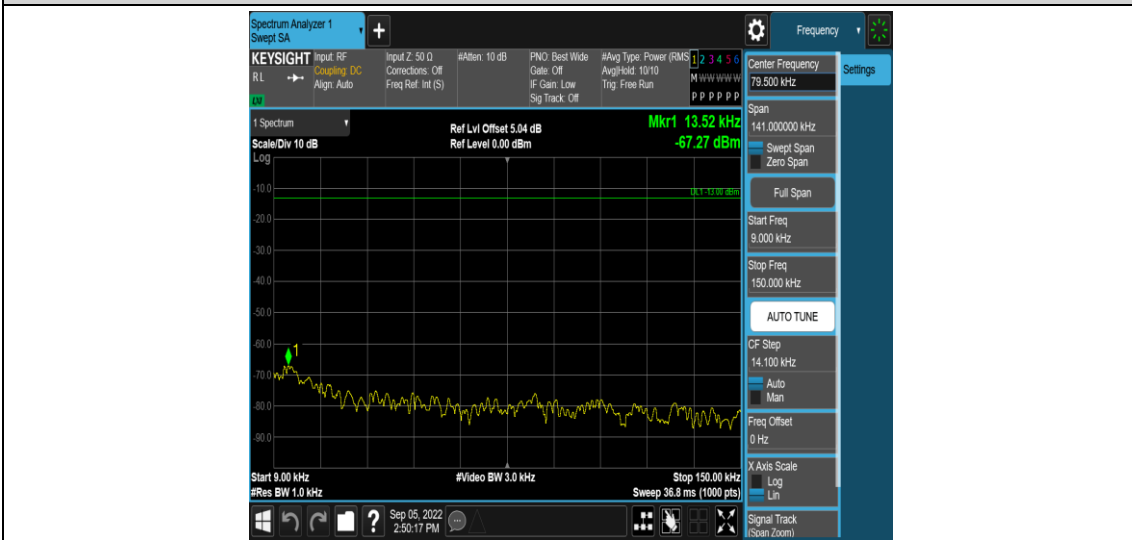 Spectrum Analyzer 1
Swept SA
+
Frequency
KEYSIGHT
RL
LXI
Input: RF
Coupling: DC
Align: Auto
Input Z: 50 Ω
Corrections: Off
Freq Ref: Int (S)
#Atten: 10 dB
PNO: Best Wide
Gate: Off
IF Gain: Low
Sig Track: Off
#Avg Type: Power (RMS
Avg|Hold: 10/10
Trig: Free Run
1 2 3 4 5 6
M W W W W W
P P P P P P
1 Spectrum
Scale/Div 10 dB
Log
Ref Lvl Offset 5.04 dB
Ref Level 0.00 dBm
Mkr1 13.52 kHz
-67.27 dBm
DL1 -13.00 dBm
-10.0
-20.0
-30.0
-40.0
-50.0
-60.0
1
-70.0
-80.0
-90.0
Start 9.00 kHz
#Res BW 1.0 kHz
#Video BW 3.0 kHz
Stop 150.00 kHz
Sweep 36.8 ms (1000 pts)
Center Frequency
79.500 kHz
Settings
Span
141.000000 kHz
Swept Span
Zero Span
Full Span
Start Freq
9.000 kHz
Stop Freq
150.000 kHz
AUTO TUNE
CF Step
14.100 kHz
Auto
Man
Freq Offset
0 Hz
X Axis Scale
Log
Lin
Signal Track
(Span Zoom)
?
Sep 05, 2022
2:50:17 PM